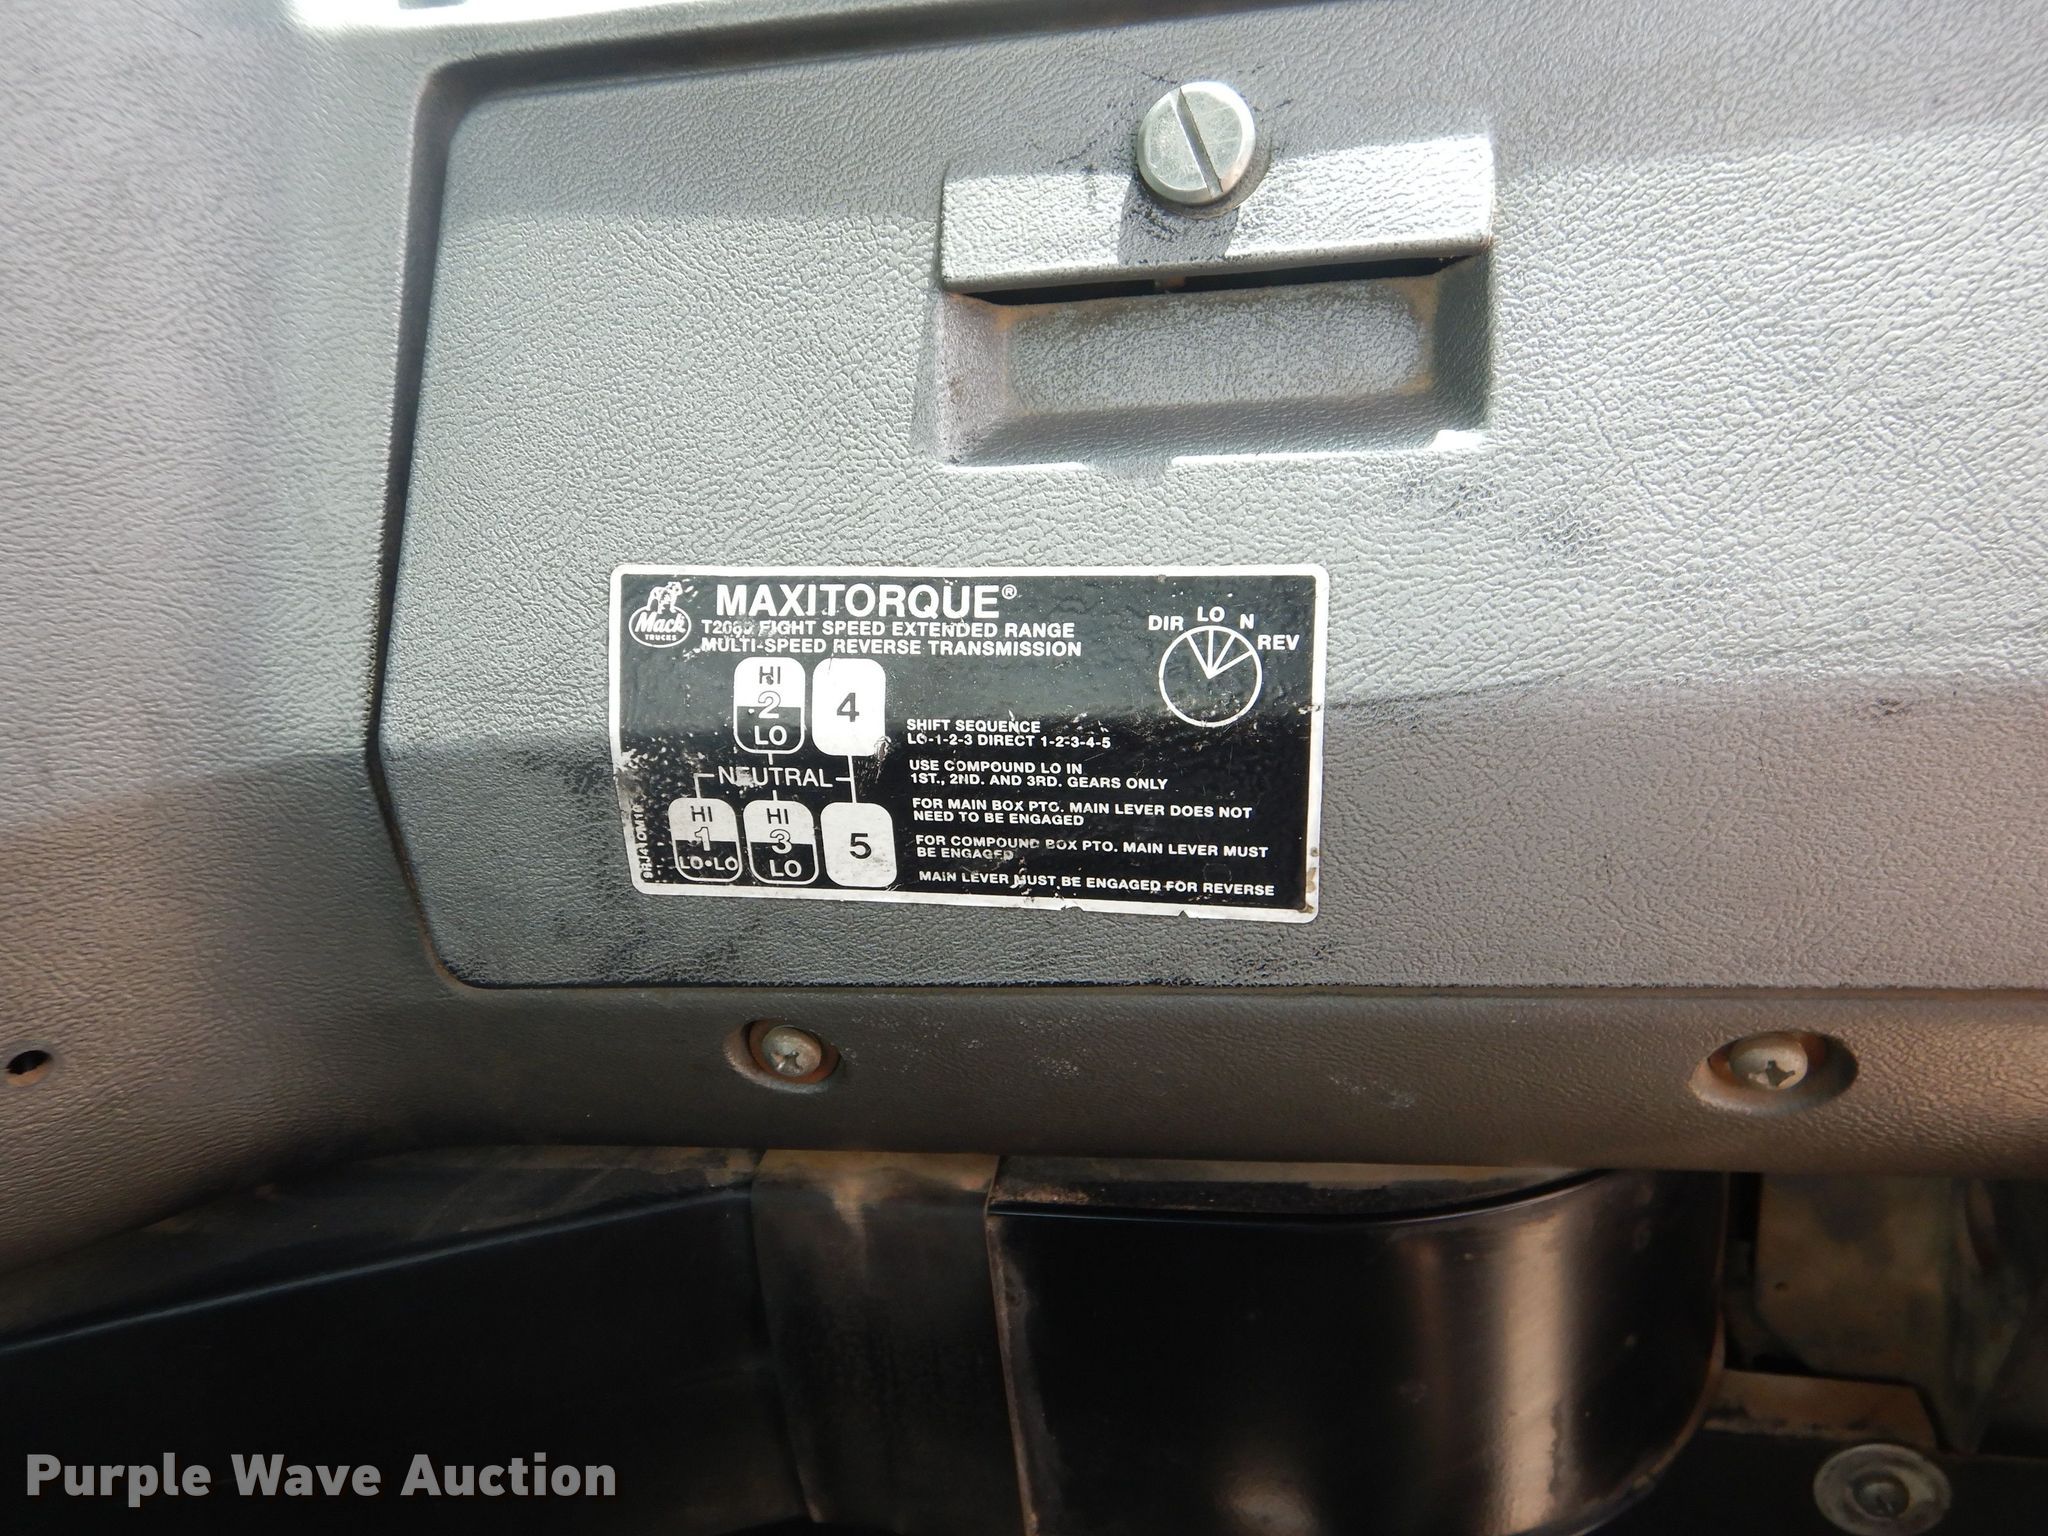 Mack
TRUCKS
MAXITORQUE®
EIGHT SPEED EXTENDED RANGE
MULTI-SPEED REVERSE TRANSMISSION
DIR LO N REV
HI
2
LO
4
NEUTRAL
HI
1
LO•LO
HI
3
LO
5
SHIFT SEQUENCE
LO-1-2-3 DIRECT 1-2-3-4-5
USE COMPOUND LO IN
1ST., 2ND. AND 3RD. GEARS ONLY
FOR MAIN BOX PTO. MAIN LEVER DOES NOT
NEED TO BE ENGAGED
FOR COMPOUND BOX PTO. MAIN LEVER MUST
BE ENGAGED
MAIN LEVER MUST BE ENGAGED FOR REVERSE
Purple Wave Auction